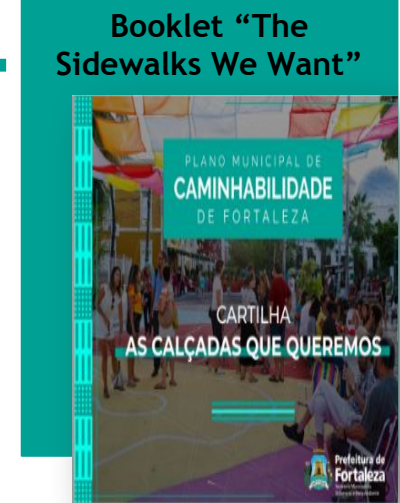 Booklet “The
Sidewalks We Want”
PLANO MUNICIPAL DE
CAMINHABILIDADE
DE FORTALEZA
CARTILHA
AS CALÇADAS QUE QUEREMOS
Prefeitura de
Fortaleza